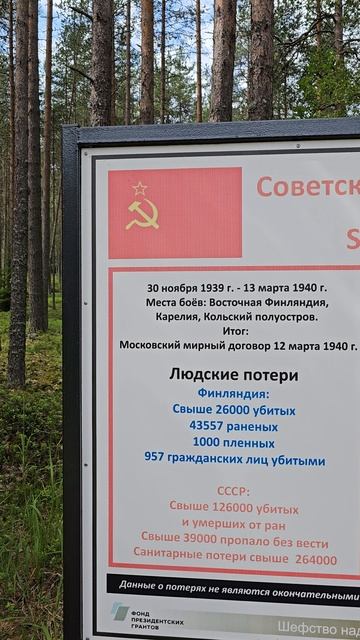 Советск
S
30 ноября 1939 г. - 13 марта 1940 г.
Места боёв: Восточная Финляндия,
Карелия, Кольский полуостров.
Итог:
Московский мирный договор 12 марта 1940 г.
Людские потери
Финляндия:
Свыше 26000 убитых
43557 раненых
1000 пленных
957 гражданских лиц убитыми
СССР:
Свыше 126000 убитых
и умерших от ран
Свыше 39000 пропало без вести
Санитарные потери свыше 264000
Данные о потерях не являются окончательными
ФОНД
ПРЕЗИДЕНТСКИХ
ГРАНТОВ
Шефство на